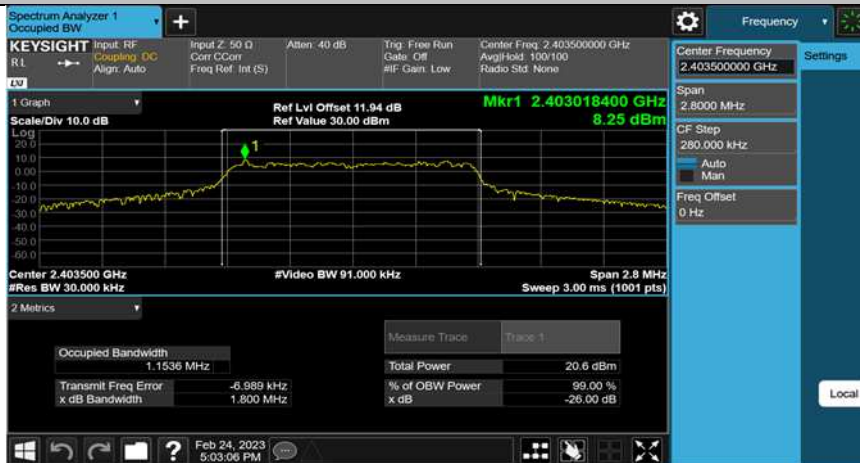 Spectrum Analyzer 1
Occupied BW
+
Frequency
KEYSIGHT
RL
LXI
Input: RF
Coupling: DC
Align: Auto
Input Z: 50 Ω
Corr CCorr
Freq Ref: Int (S)
Atten: 40 dB
Trig: Free Run
Gate: Off
#IF Gain: Low
Center Freq: 2.403500000 GHz
Avg|Hold: 100/100
Radio Std: None
Center Frequency
2.403500000 GHz
Settings
Span
2.8000 MHz
CF Step
280.000 kHz
Auto
Man
Freq Offset
0 Hz
1 Graph
Scale/Div 10.0 dB
Ref Lvl Offset 11.94 dB
Ref Value 30.00 dBm
Mkr1 2.403018400 GHz
8.25 dBm
Log
20.0
10.0
0.00
-10.0
-20.0
-30.0
-40.0
-50.0
-60.0
1
Center 2.403500 GHz
#Res BW 30.000 kHz
#Video BW 91.000 kHz
Span 2.8 MHz
Sweep 3.00 ms (1001 pts)
2 Metrics
Measure Trace
Trace 1
Occupied Bandwidth
1.1536 MHz
Total Power
20.6 dBm
Transmit Freq Error
-6.989 kHz
% of OBW Power
99.00 %
x dB Bandwidth
1.800 MHz
x dB
-26.00 dB
Local
?
Feb 24, 2023
5:03:06 PM